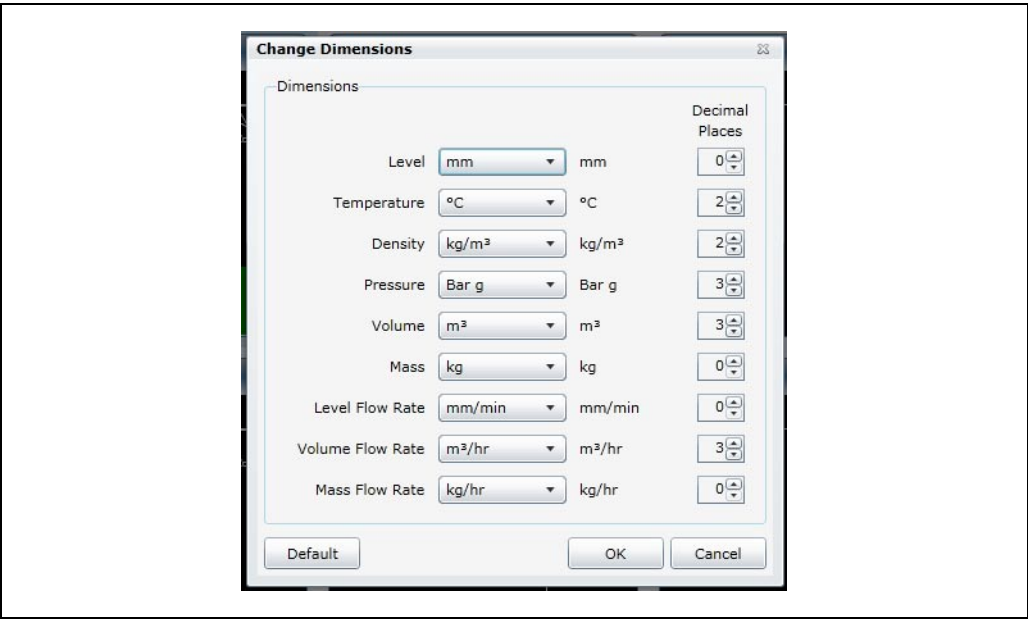 Change Dimensions
Dimensions
Decimal
Places
Level mm mm 0
Temperature °C °C 2
Density kg/m³ kg/m³ 2
Pressure Bar g Bar g 3
Volume m³ m³ 3
Mass kg kg 0
Level Flow Rate mm/min mm/min 0
Volume Flow Rate m³/hr m³/hr 3
Mass Flow Rate kg/hr kg/hr 0
Default OK Cancel